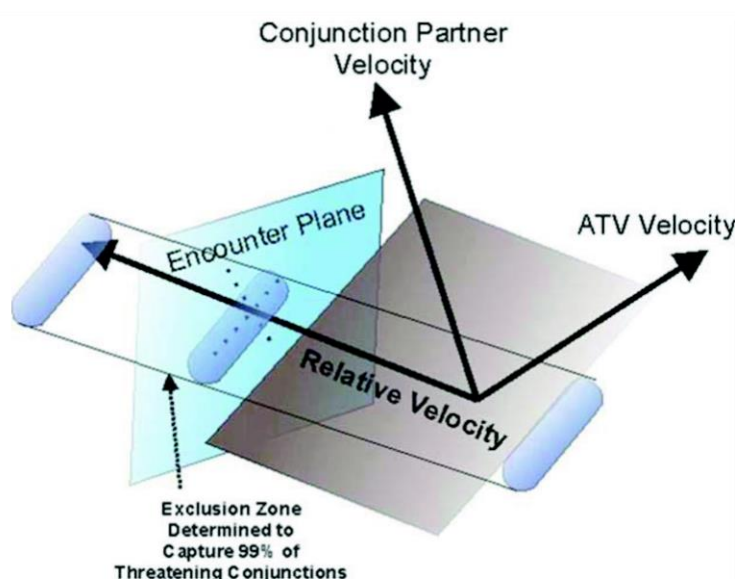 Conjunction Partner
Velocity
ATV Velocity
Encounter Plane
Relative Velocity
Exclusion Zone
Determined to
Capture 99% of
Threatening Conjunctions